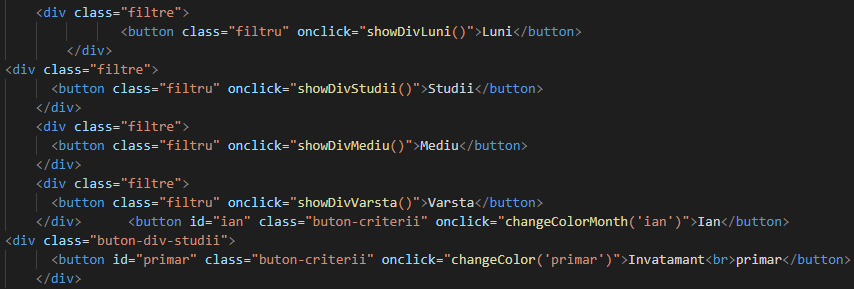 <div class="filtre">
<button class="filtru" onclick="showDivLuni()">Luni</button>
</div>
<div class="filtre">
<button class="filtru" onclick="showDivStudii()">Studii</button>
</div>
<div class="filtre">
<button class="filtru" onclick="showDivMediu()">Mediu</button>
</div>
<div class="filtre">
<button class="filtru" onclick="showDivVarsta()">Varsta</button>
</div> <button id="ian" class="buton-criterii" onclick="changeColorMonth('ian')">Ian</button>
<div class="buton-div-studii">
<button id="primar" class="buton-criterii" onclick="changeColor('primar')">Invatamant<br>primar</button>
</div>